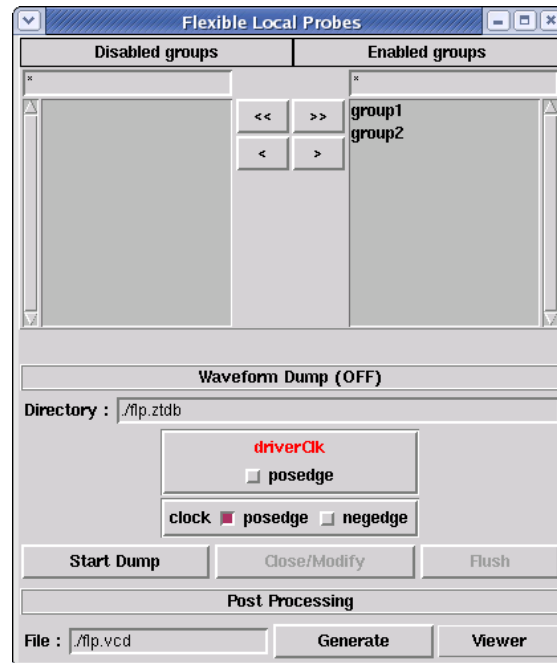 Flexible Local Probes
Disabled groups Enabled groups
* *
<< >> group1
group2
< >
Waveform Dump (OFF)
Directory : ./flp.ztdb
driverClk
posedge
clock posedge negedge
Start Dump Close/Modify Flush
Post Processing
File : ./flp.vcd Generate Viewer